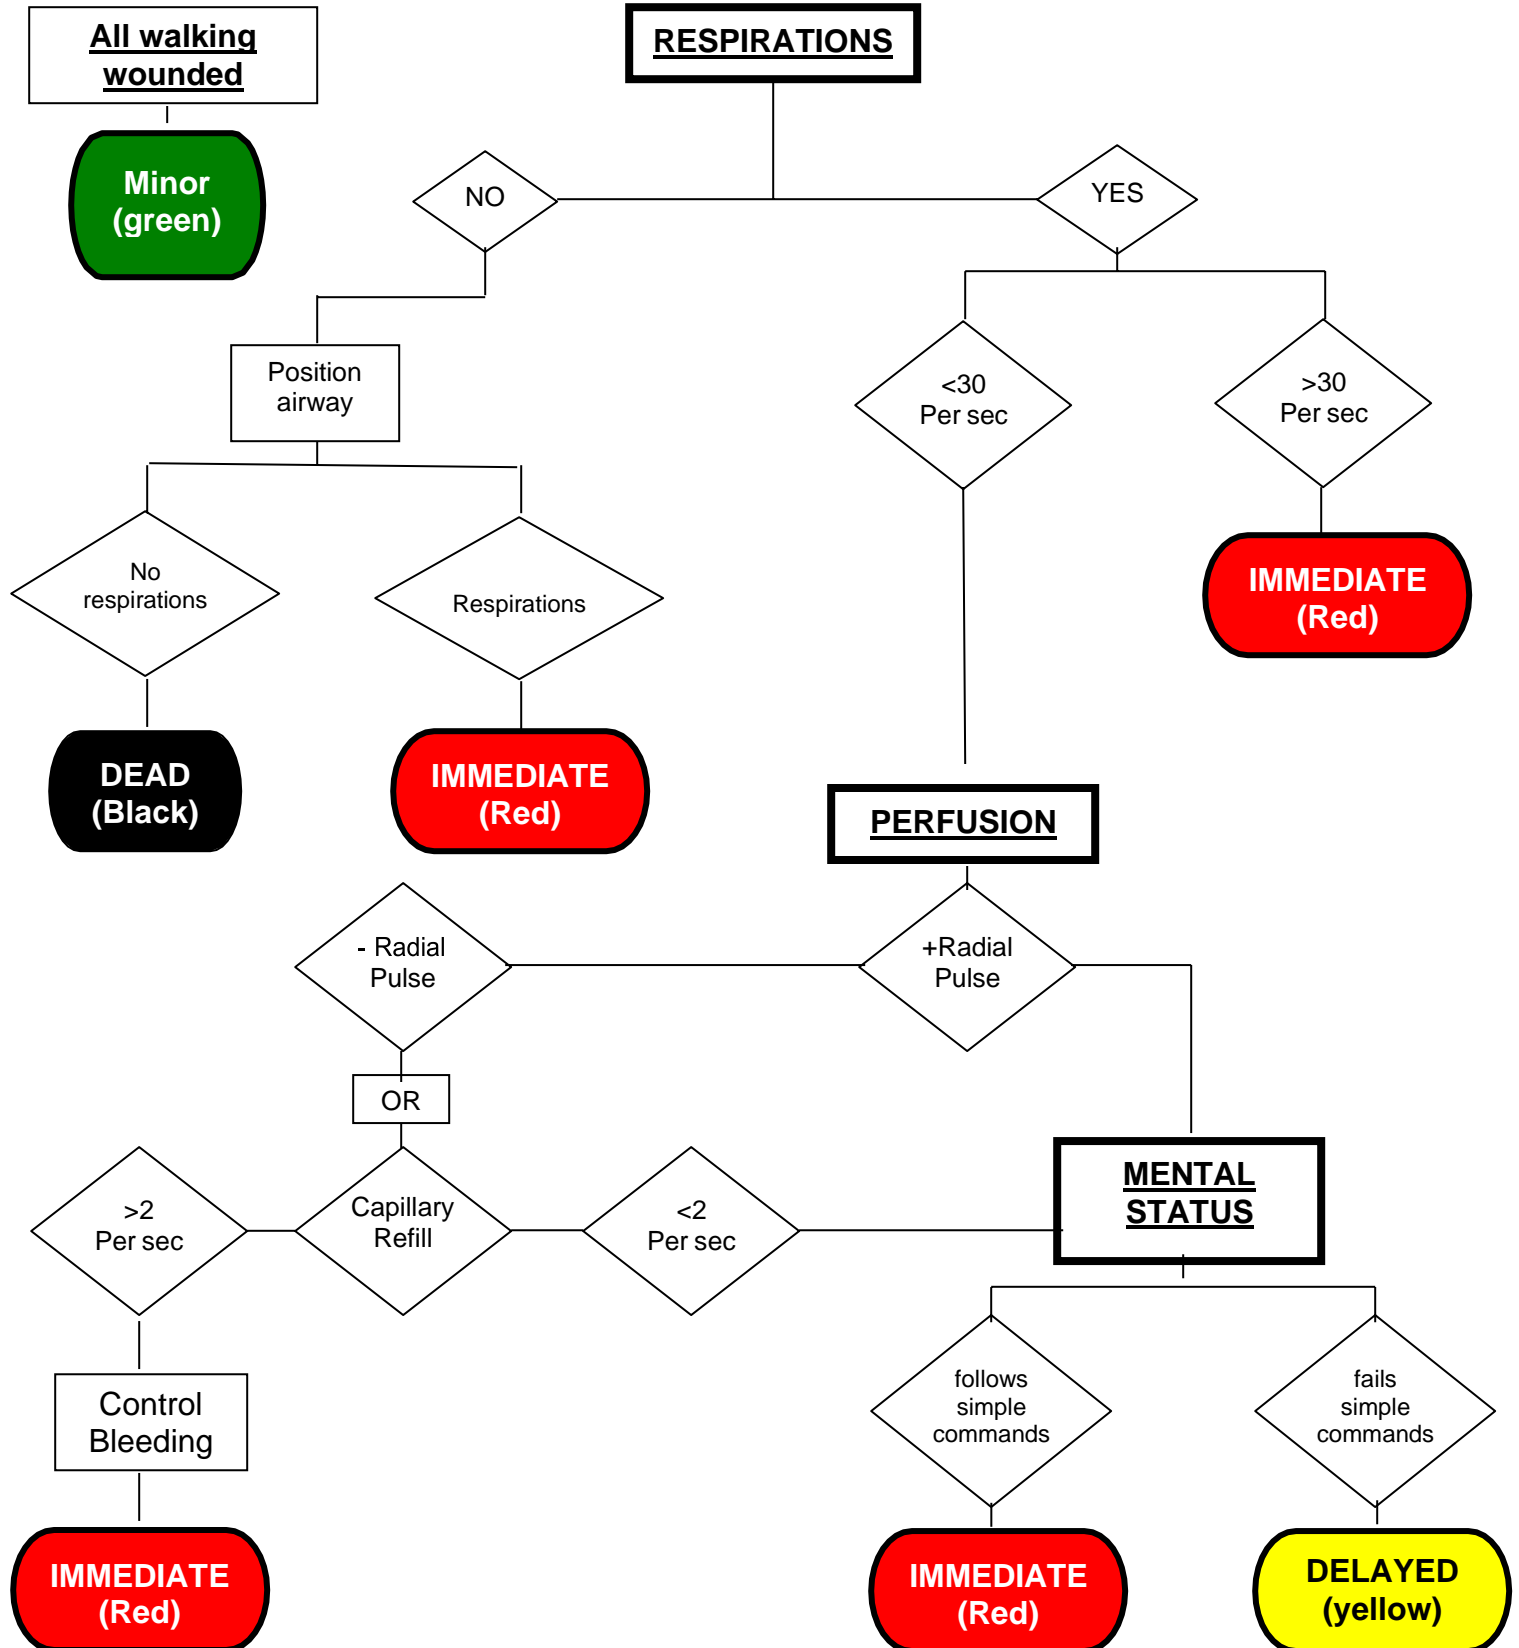 All walking
wounded
RESPIRATIONS
Minor
(green)
NO
YES
Position
airway
<30
Per sec
>30
Per sec
No
respirations
Respirations
IMMEDIATE
(Red)
DEAD
(Black)
IMMEDIATE
(Red)
PERFUSION
- Radial
Pulse
+Radial
Pulse
OR
>2
Per sec
Capillary
Refill
<2
Per sec
MENTAL
STATUS
Control
Bleeding
follows
simple
commands
fails
simple
commands
IMMEDIATE
(Red)
IMMEDIATE
(Red)
DELAYED
(yellow)